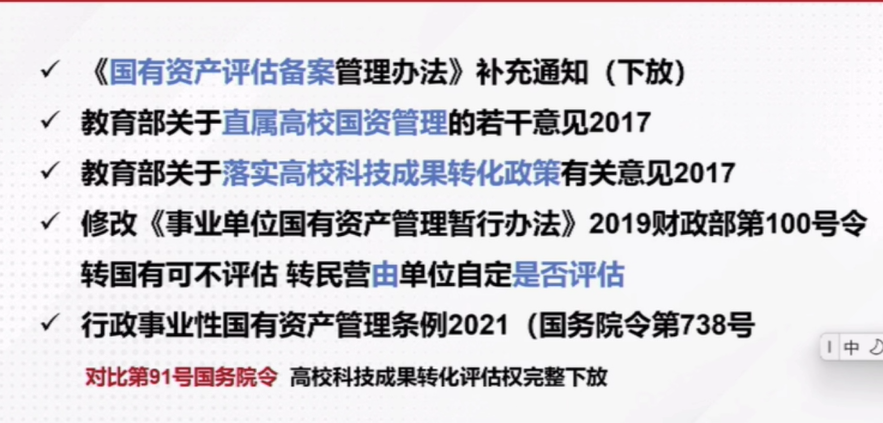 ✓ 《国有资产评估备案管理办法》补充通知（下放）
✓ 教育部关于直属高校国资管理的若干意见2017
✓ 教育部关于落实高校科技成果转化政策有关意见2017
✓ 修改《事业单位国有资产管理暂行办法》2019财政部第100号令
转国有可不评估 转民营由单位自定是否评估
✓ 行政事业性国有资产管理条例2021（国务院令第738号
中
对比第91号国务院令 高校科技成果转化评估权完整下放